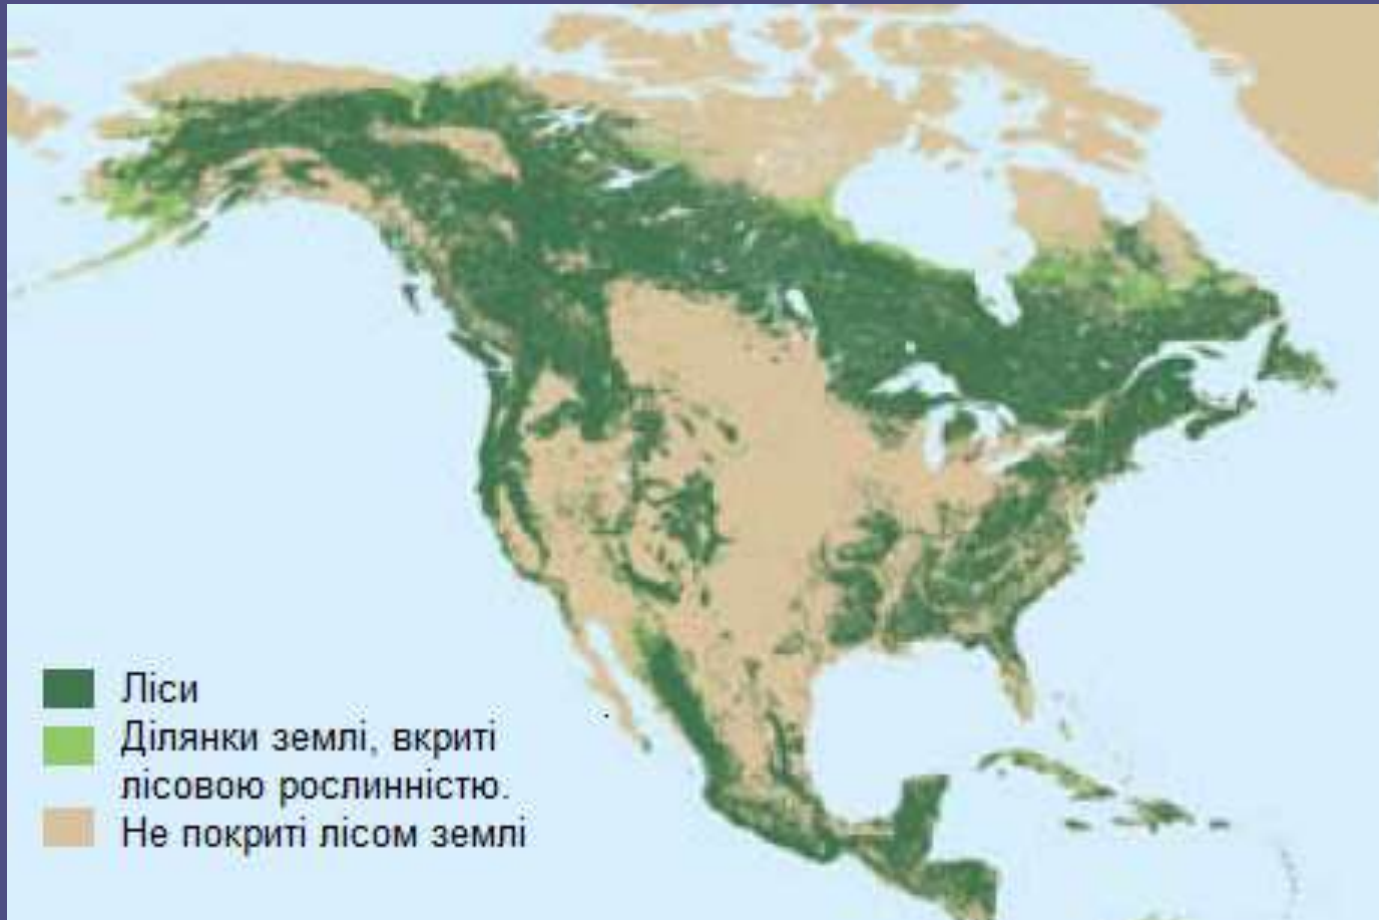 Ліси
Ділянки землі, вкриті
лісовою рослинністю.
Не покриті лісом землі